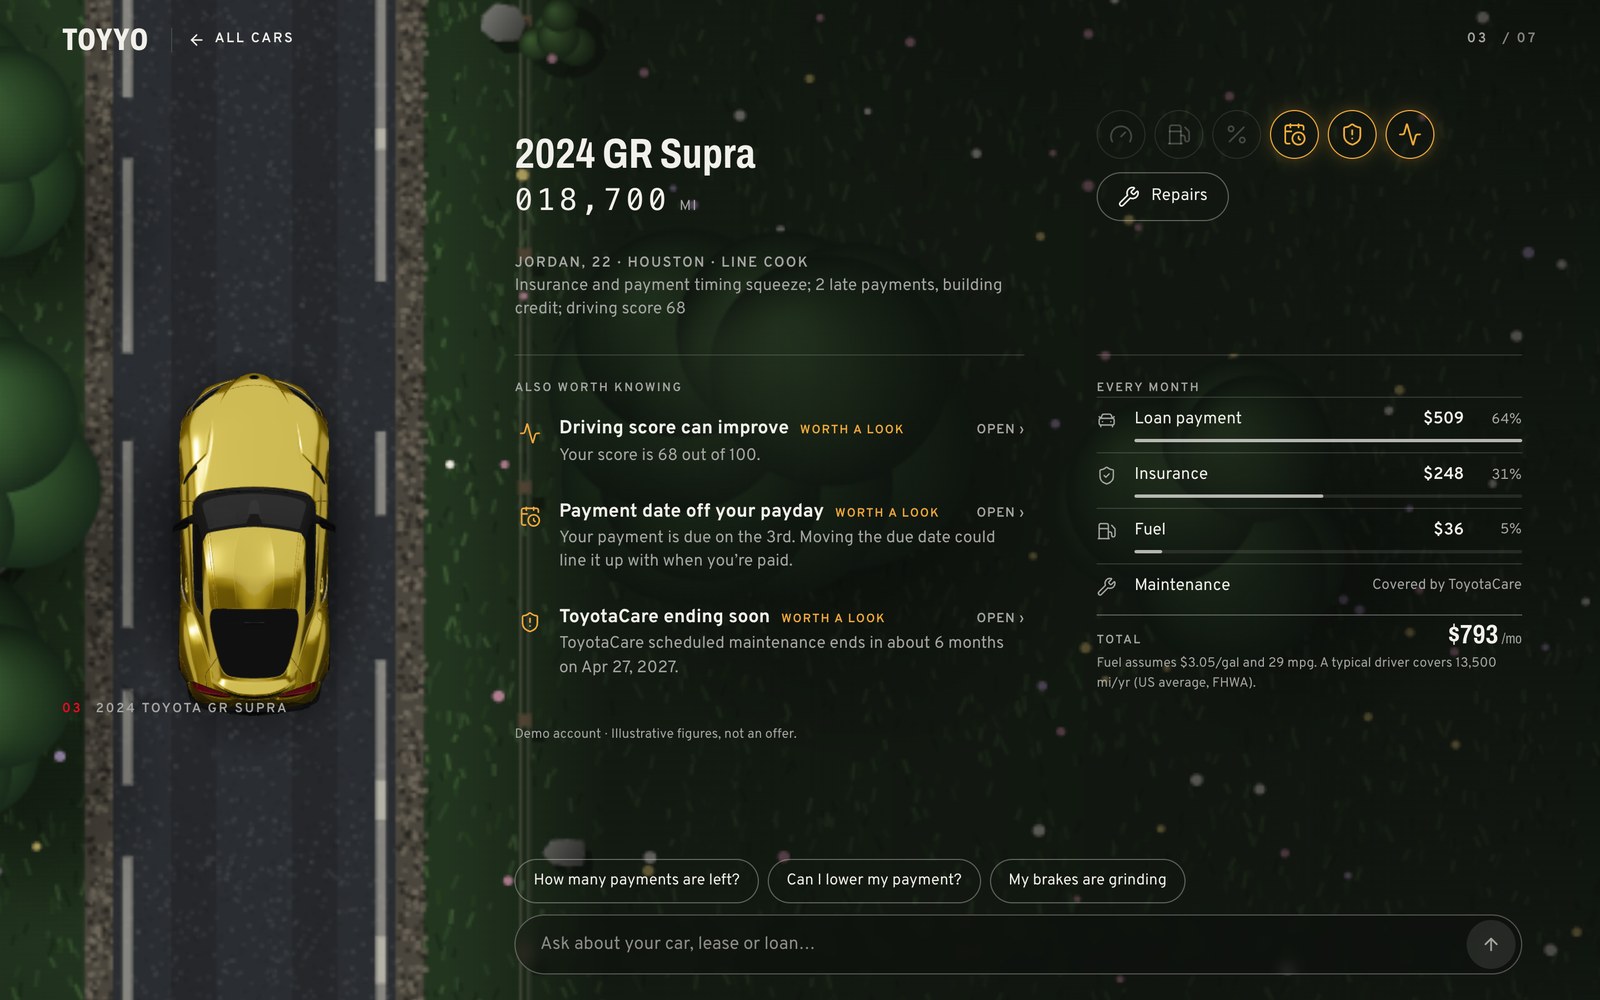 TOYYO
← ALL CARS
03 / 07
2024 GR Supra
018,700 MI
Repairs
JORDAN, 22 · HOUSTON · LINE COOK
Insurance and payment timing squeeze; 2 late payments, building
credit; driving score 68
ALSO WORTH KNOWING
Driving score can improve WORTH A LOOK OPEN ›
Your score is 68 out of 100.
Payment date off your payday WORTH A LOOK OPEN ›
Your payment is due on the 3rd. Moving the due date could
line it up with when you’re paid.
ToyotaCare ending soon WORTH A LOOK OPEN ›
ToyotaCare scheduled maintenance ends in about 6 months
on Apr 27, 2027.
Demo account · Illustrative figures, not an offer.
EVERY MONTH
Loan payment $509 64%
Insurance $248 31%
Fuel $36 5%
Maintenance Covered by ToyotaCare
TOTAL $793 /mo
Fuel assumes $3.05/gal and 29 mpg. A typical driver covers 13,500
mi/yr (US average, FHWA).
03 2024 TOYOTA GR SUPRA
How many payments are left?
Can I lower my payment?
My brakes are grinding
Ask about your car, lease or loan…